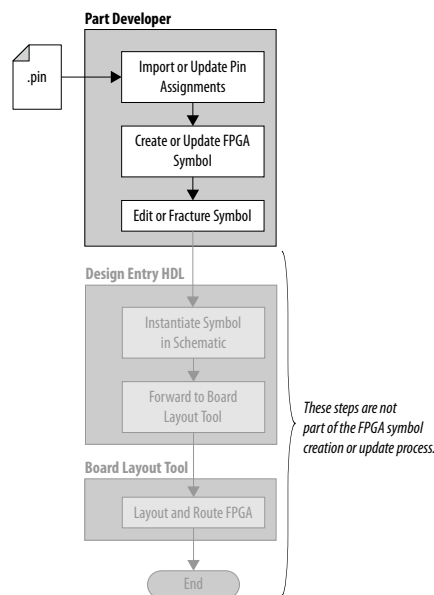 Part Developer
.pin
Import or Update Pin
Assignments
Create or Update FPGA
Symbol
Edit or Fracture Symbol
Design Entry HDL
Instantiate Symbol
in Schematic
Forward to Board
Layout Tool
These steps are not
part of the FPGA symbol
creation or update process.
Board Layout Tool
Layout and Route FPGA
End